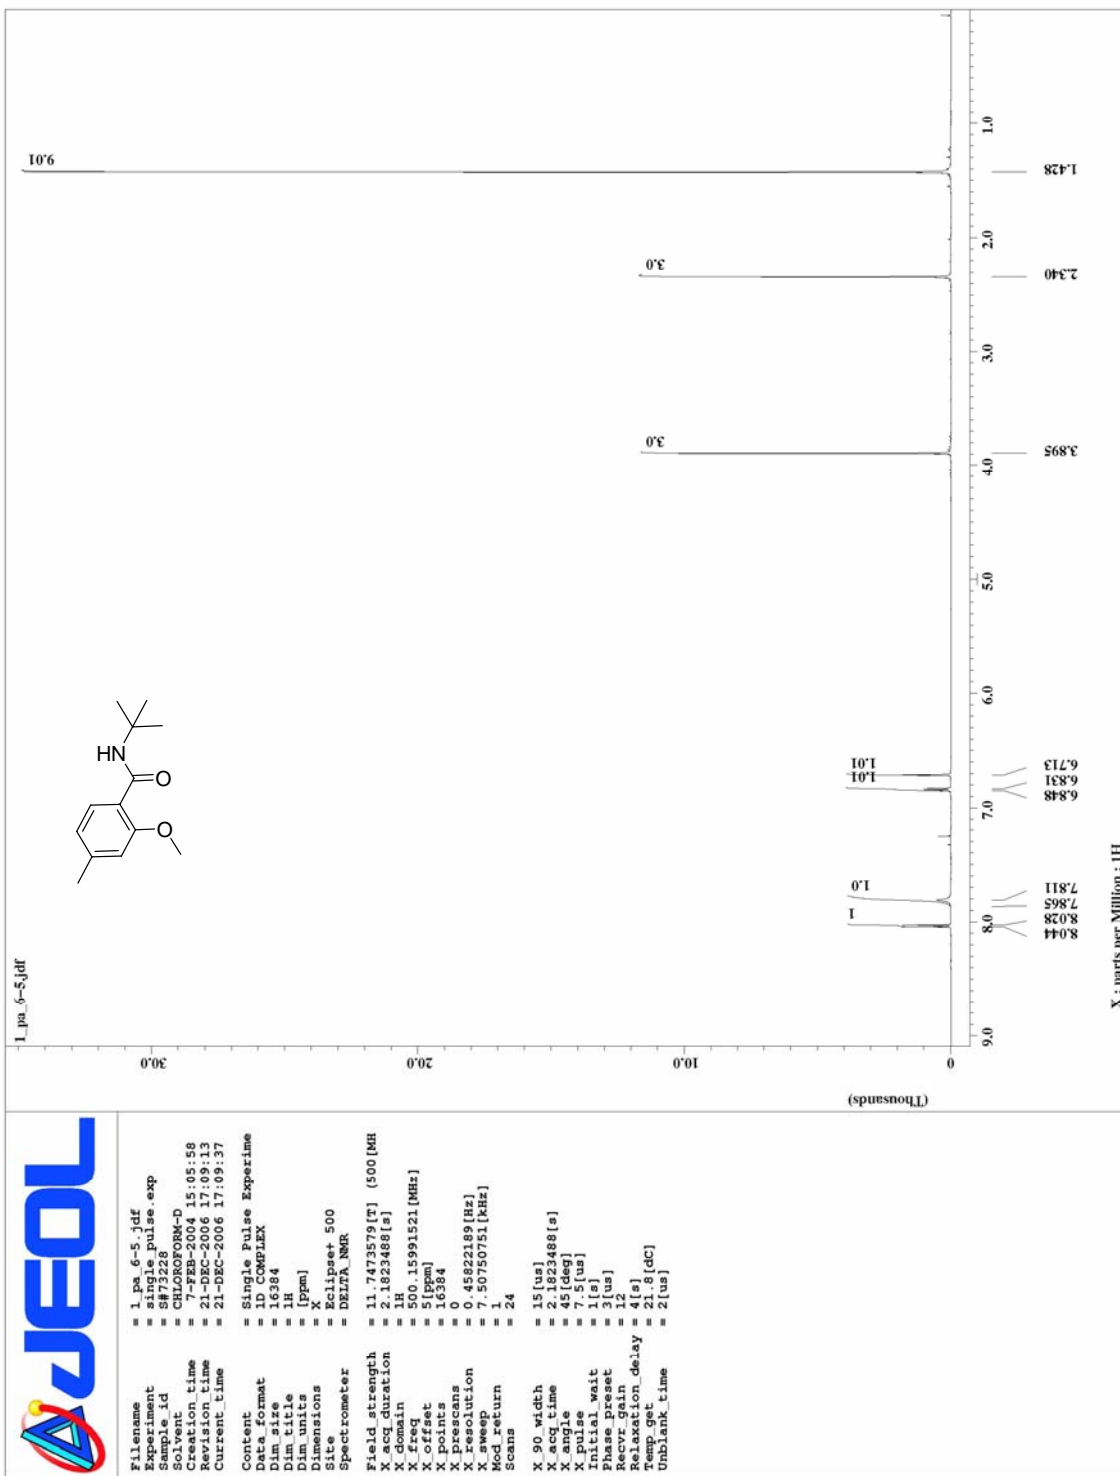 JEOL
Filename = 1_pa_6-5.jdf
Experiment = single_pulse.exp
Sample_id = S#73228
Solvent = CHLOROFORM-D
Creation_time = 7-FEB-2004 15:05:58
Revision_time = 21-DEC-2006 17:09:13
Current_time = 21-DEC-2006 17:09:37
Content = Single Pulse Experime
Data_format = 1D COMPLEX
Dim_size = 16384
Dim_title = 1H
Dim_units = [ppm]
Dimensions = X
Site = Eclipse+ 500
Spectrometer = DELTA_NMR
Field_strength = 11.7473579[T] (500[MH
X_acq_duration = 2.1823488[s]
X_domain = 1H
X_freq = 500.15991521[MHz]
X_offset = 5[ppm]
X_points = 16384
X_prescans = 0
X_resolution = 0.45822189[Hz]
X_sweep = 7.50750751[kHz]
Mod_return = 1
Scans = 24
X_90_width = 15[us]
X_acq_time = 2.1823488[s]
X_angle = 45[deg]
X_pulse = 7.5[us]
Initial_wait = 1[s]
Phase_preset = 3[us]
Recvr_gain = 12
Relaxation_delay = 4[s]
Temp_get = 21.8[dC]
Unblank_time = 2[us]
1_pa_6-5.jdf
(Thousands)
30.0
20.0
10.0
0
HN
O
O
1
1.0
1.01
1.01
3.0
3.0
9.01
9.0
8.0
7.0
6.0
5.0
4.0
3.0
2.0
1.0
8.044
8.028
7.865
7.811
6.848
6.831
6.713
3.895
2.340
1.428
X : parts per Million : 1H